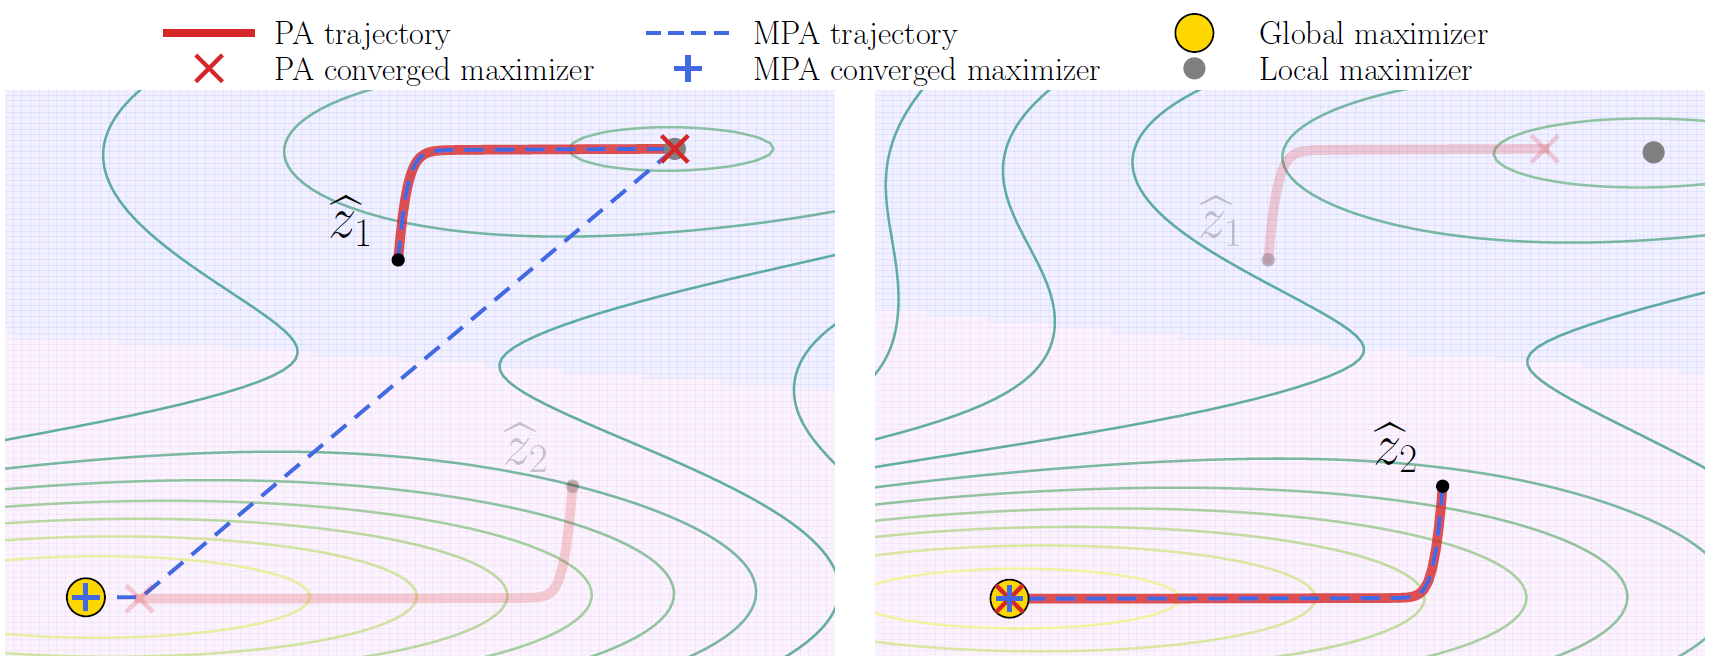 PA trajectory MPA trajectory Global maximizer
PA converged maximizer MPA converged maximizer Local maximizer
ẑ₁ ẑ₁
ẑ₂ ẑ₂